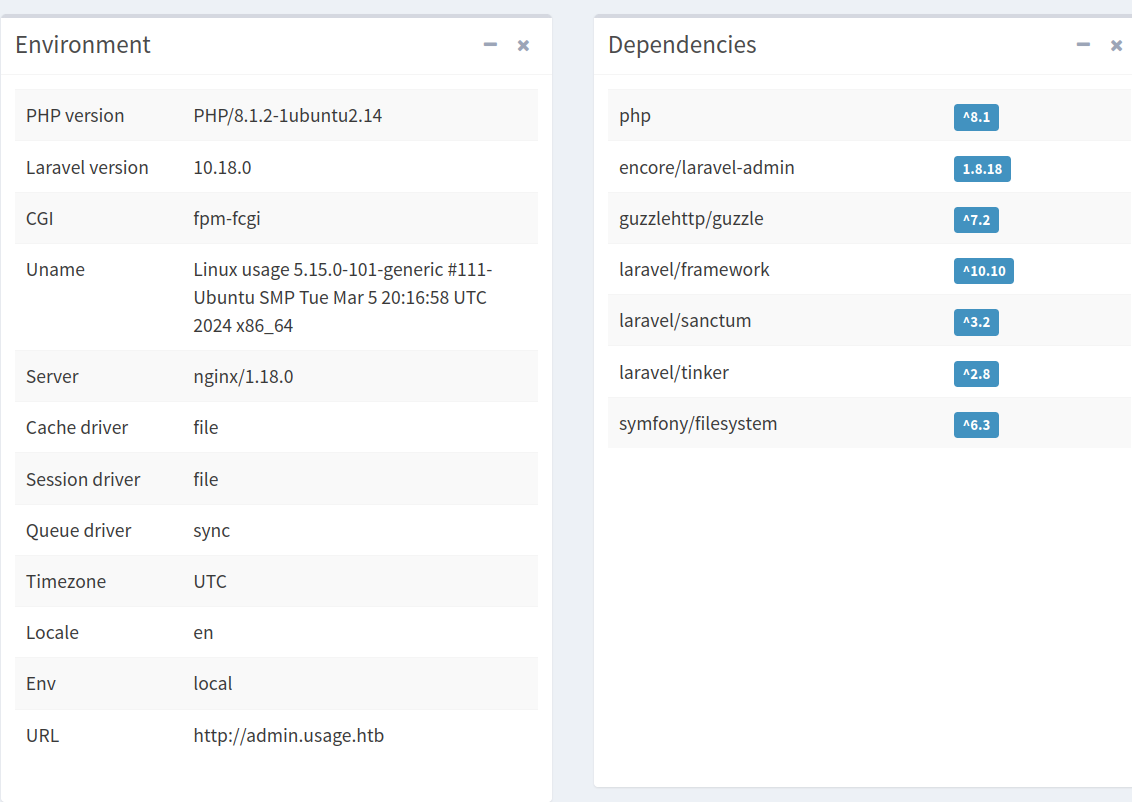 Environment
PHP version PHP/8.1.2-1ubuntu2.14
Laravel version 10.18.0
CGI fpm-fcgi
Uname Linux usage 5.15.0-101-generic #111-
Ubuntu SMP Tue Mar 5 20:16:58 UTC
2024 x86_64
Server nginx/1.18.0
Cache driver file
Session driver file
Queue driver sync
Timezone UTC
Locale en
Env local
URL http://admin.usage.htb
Dependencies
php ^8.1
encore/laravel-admin 1.8.18
guzzlehttp/guzzle ^7.2
laravel/framework ^10.10
laravel/sanctum ^3.2
laravel/tinker ^2.8
symfony/filesystem ^6.3